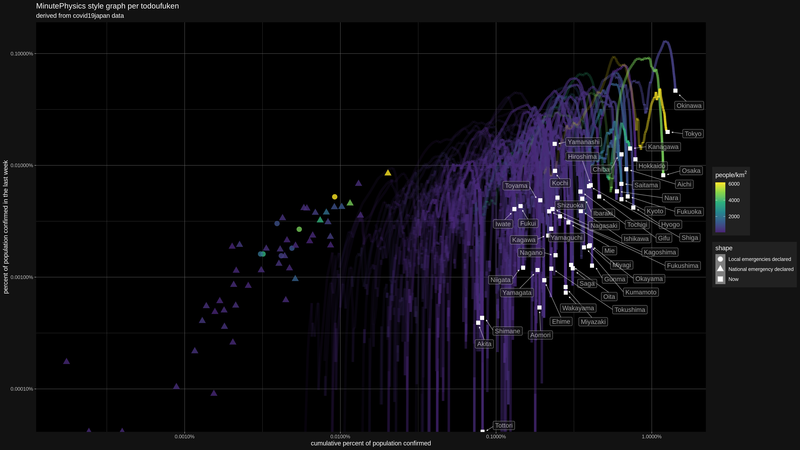 MinutePhysics style graph per todoufuken
derived from covid19japan data
percent of population confirmed in the last week
0.10000%
0.01000%
0.00100%
0.00010%
Okinawa
Tokyo
Yamanashi
Kanagawa
Hiroshima
Hokkaido
Chiba
Osaka
Kochi
Saitama
Aichi
Toyama
Nara
Shizuoka
Ibaraki
Kyoto
Fukuoka
Iwate
Fukui
Nagasaki
Tochigi
Hyogo
Kagawa
Yamaguchi
Ishikawa
Gifu
Shiga
Nagano
Mie
Kagoshima
Miyagi
Fukushima
Niigata
Saga
Gunma
Okayama
Yamagata
Oita
Kumamoto
Wakayama
Tokushima
Ehime
Miyazaki
Shimane
Aomori
Akita
Tottori
0.0010%
0.0100%
0.1000%
1.0000%
cumulative percent of population confirmed
people/km²
6000
4000
2000
shape
Local emergencies declared
National emergency declared
Now